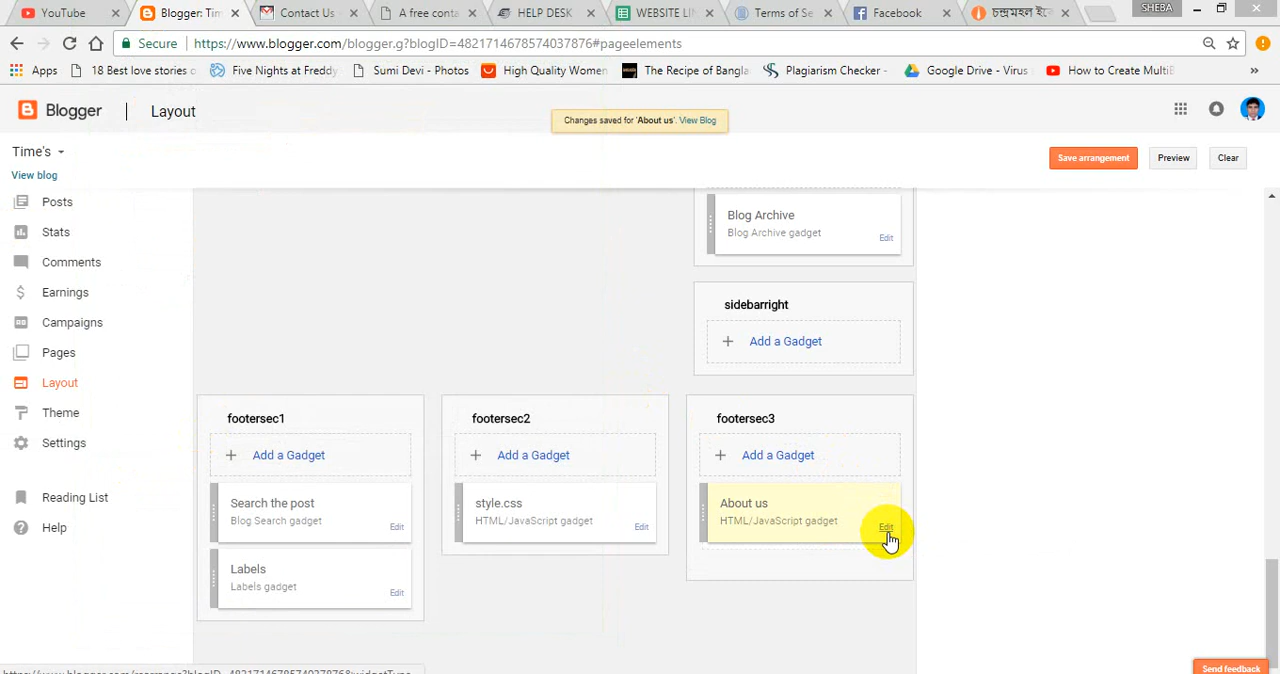 YouTube
Blogger: Tim
Contact Us
A free conta
HELP DESK
WEBSITE LI
Terms of Se
Facebook
চন্দ্রমহল ইকো
SHEBA
Secure
https://www.blogger.com/blogger.g?blogID=4821714678574037876#pageelements
Apps
18 Best love stories o
Five Nights at Freddy
Sumi Devi - Photos
High Quality Women
The Recipe of Bangla
Plagiarism Checker -
Google Drive - Virus
How to Create Multi
»
Blogger
Layout
Changes saved for 'About us'. View Blog
Time's
View blog
Save arrangement
Preview
Clear
Posts
Stats
Comments
Earnings
Campaigns
Pages
Layout
Theme
Settings
Reading List
Help
Blog Archive
Blog Archive gadget
Edit
sidebarright
+ Add a Gadget
footersec1
+ Add a Gadget
Search the post
Blog Search gadget
Edit
Labels
Labels gadget
Edit
footersec2
+ Add a Gadget
style.css
HTML/JavaScript gadget
Edit
footersec3
+ Add a Gadget
About us
HTML/JavaScript gadget
Edit
Send feedback